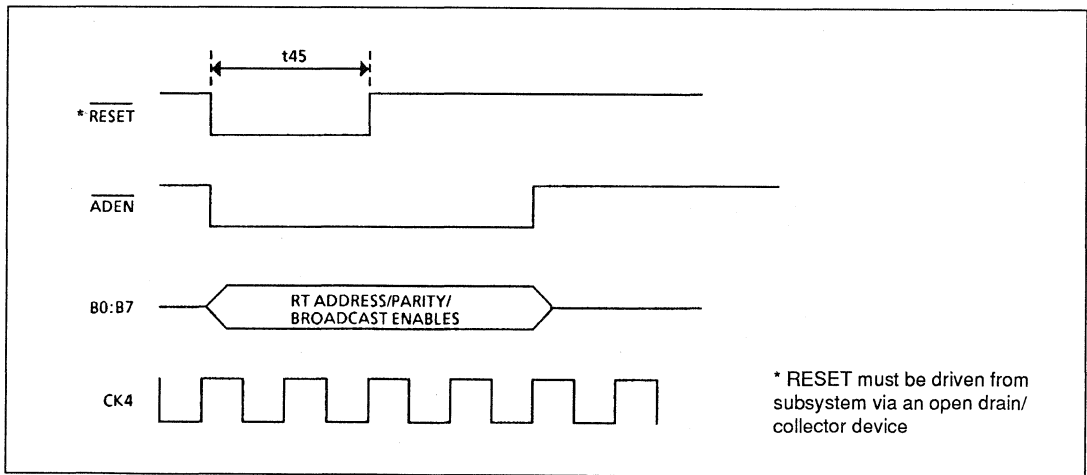 t45
* RESET
ADEN
B0:B7
RT ADDRESS/PARITY/
BROADCAST ENABLES
CK4
* RESET must be driven from
subsystem via an open drain/
collector device